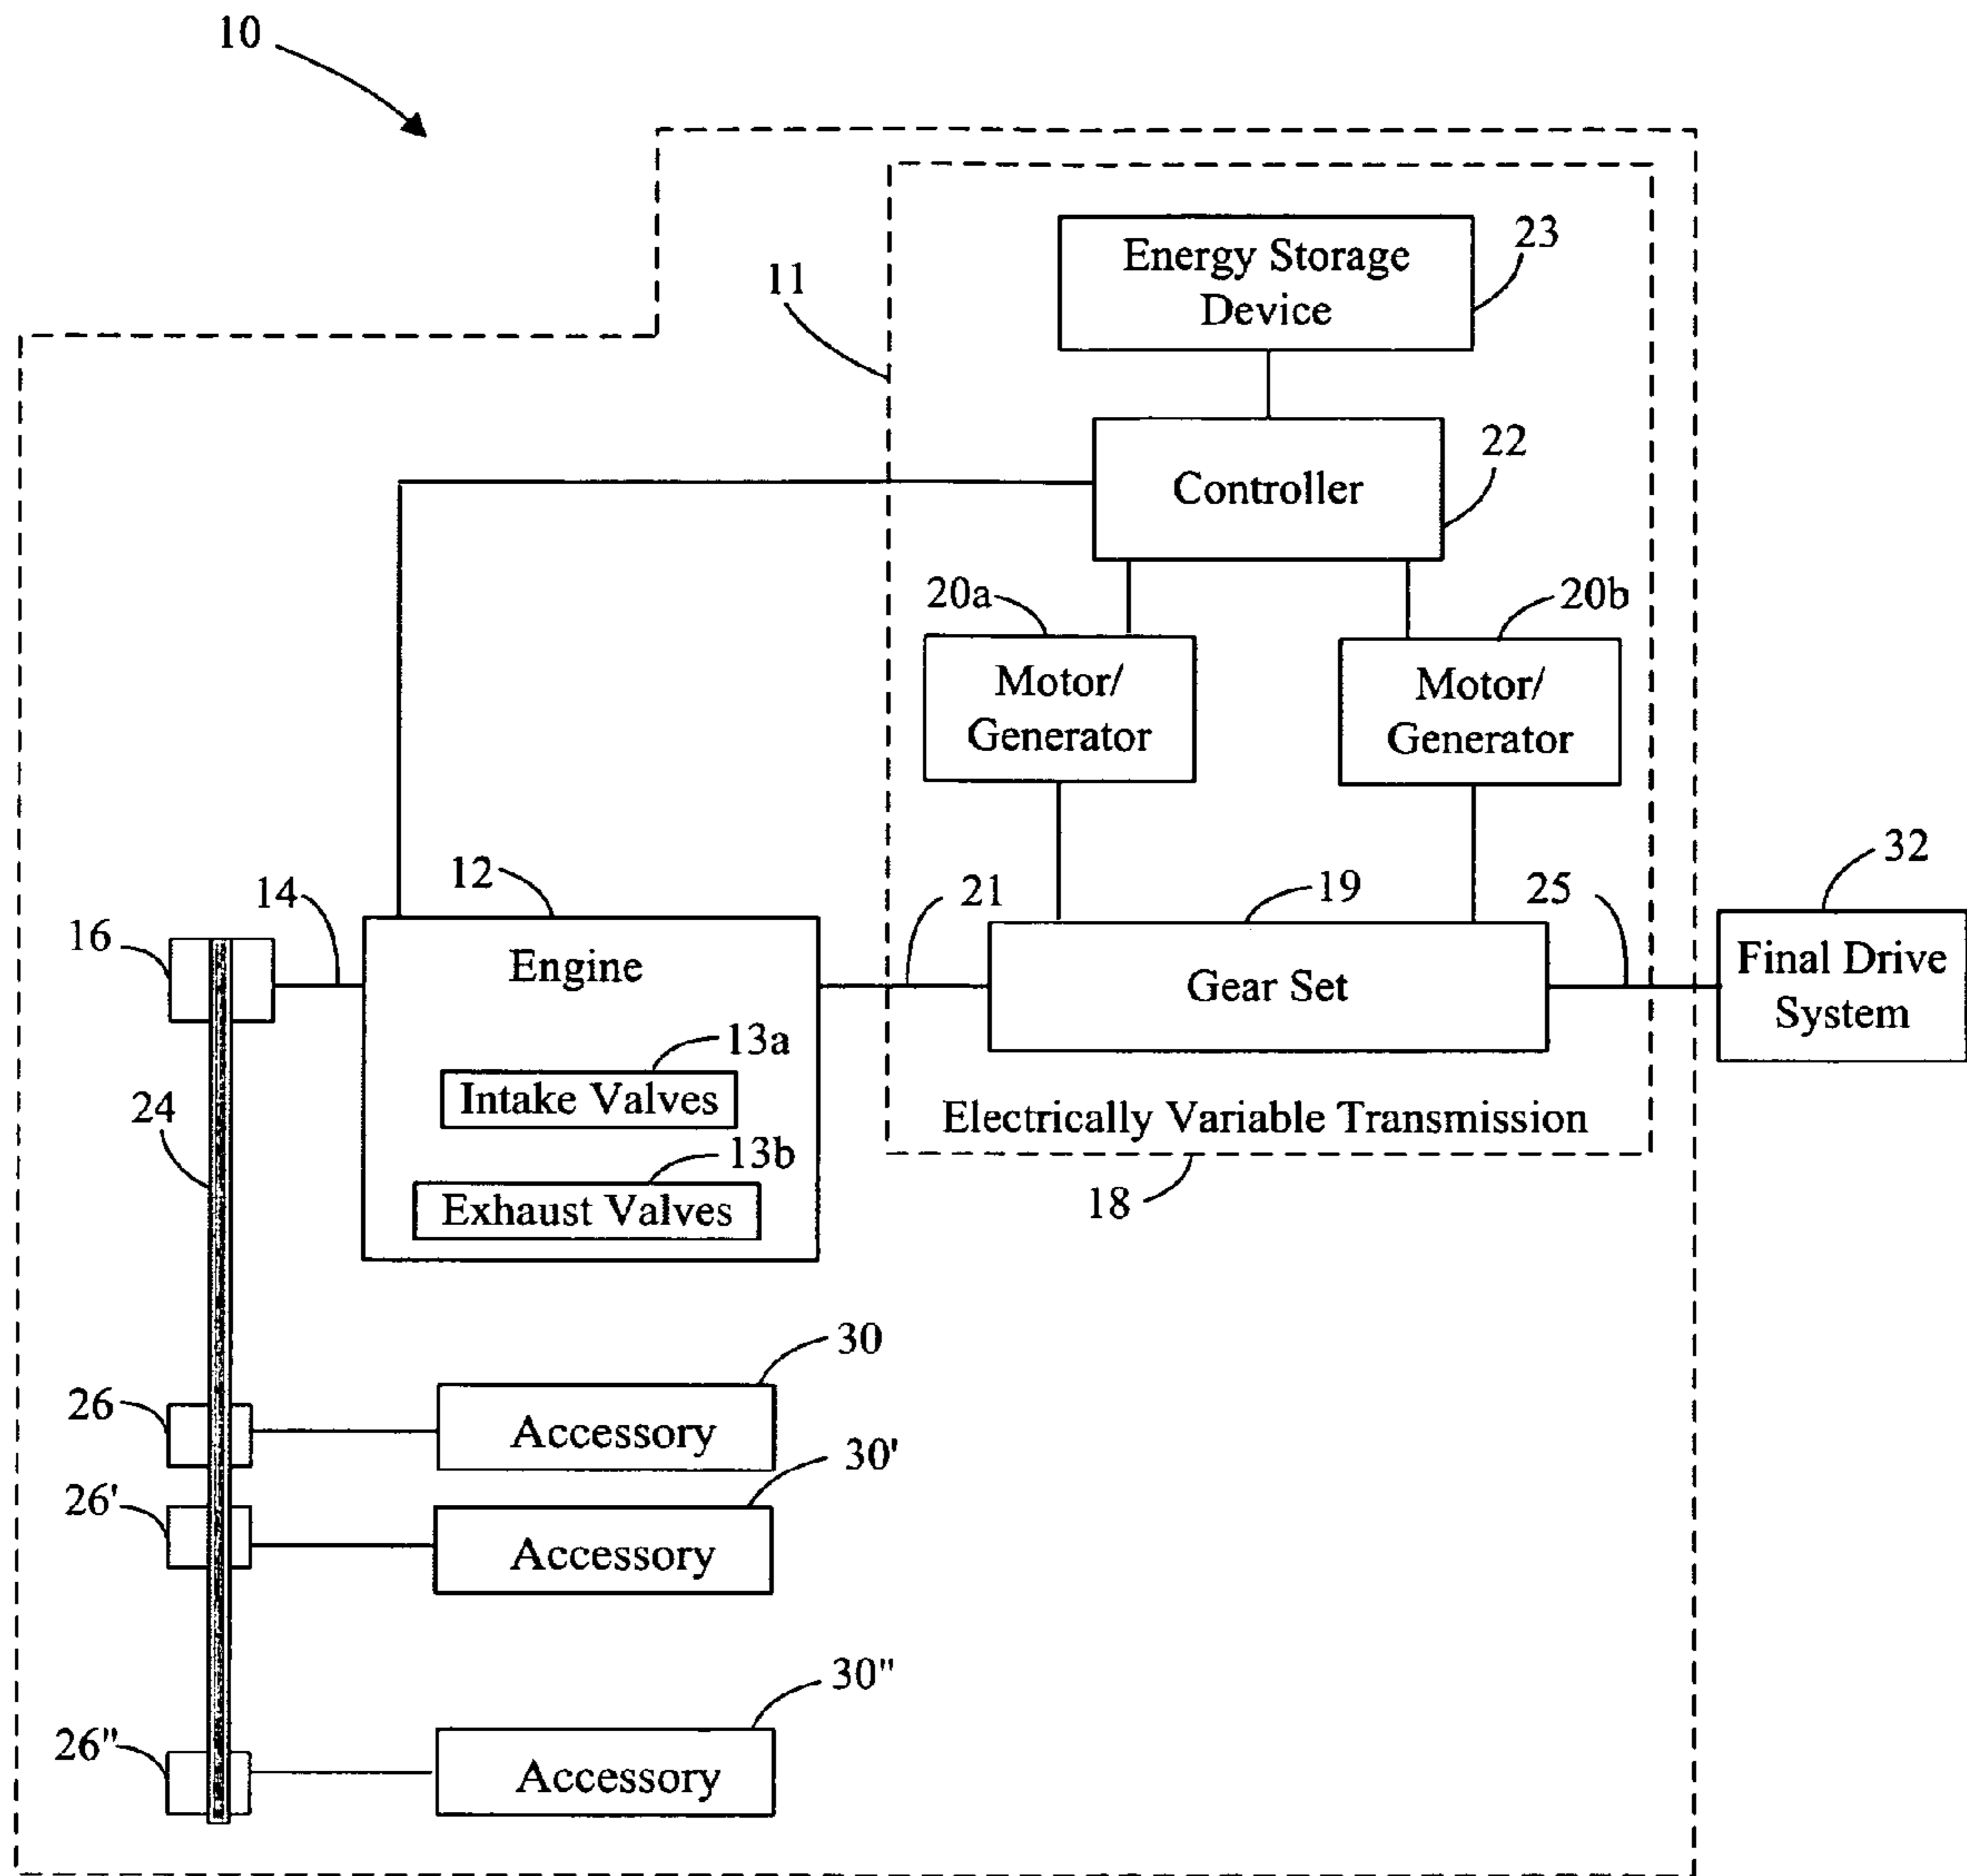 10
Energy Storage
Device
23
11
Controller
22
20a
20b
Motor/
Generator
Motor/
Generator
12
14
16
21
19
25
32
Engine
Gear Set
Final Drive
System
13a
Intake Valves
24
Electrically Variable Transmission
13b
Exhaust Valves
18
30
26
Accessory
30'
26'
Accessory
30"
26"
Accessory